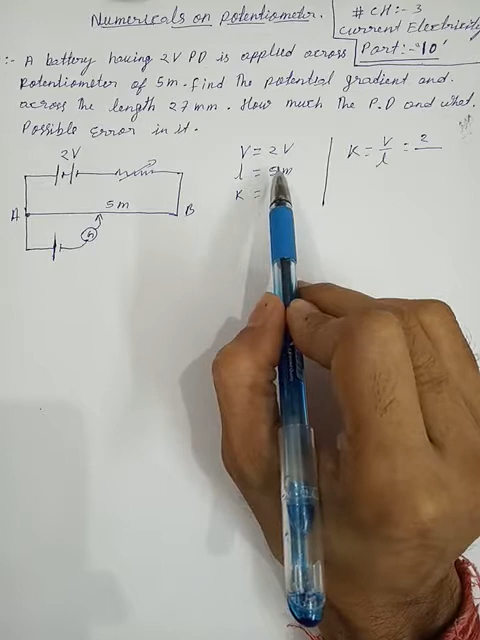 Numericals on potentiometer.
# CH:- 3
Current Electricity
Part:-"10"
:- A battery having 2V PD is applied across
Potentiometer of 5m. find the potential gradient and.
across the length 27mm. How much the P.D and what.
Possible Error in it.
2V
5m
A
B
G
V = 2V
l = 5m
K =
K = V/l = 2